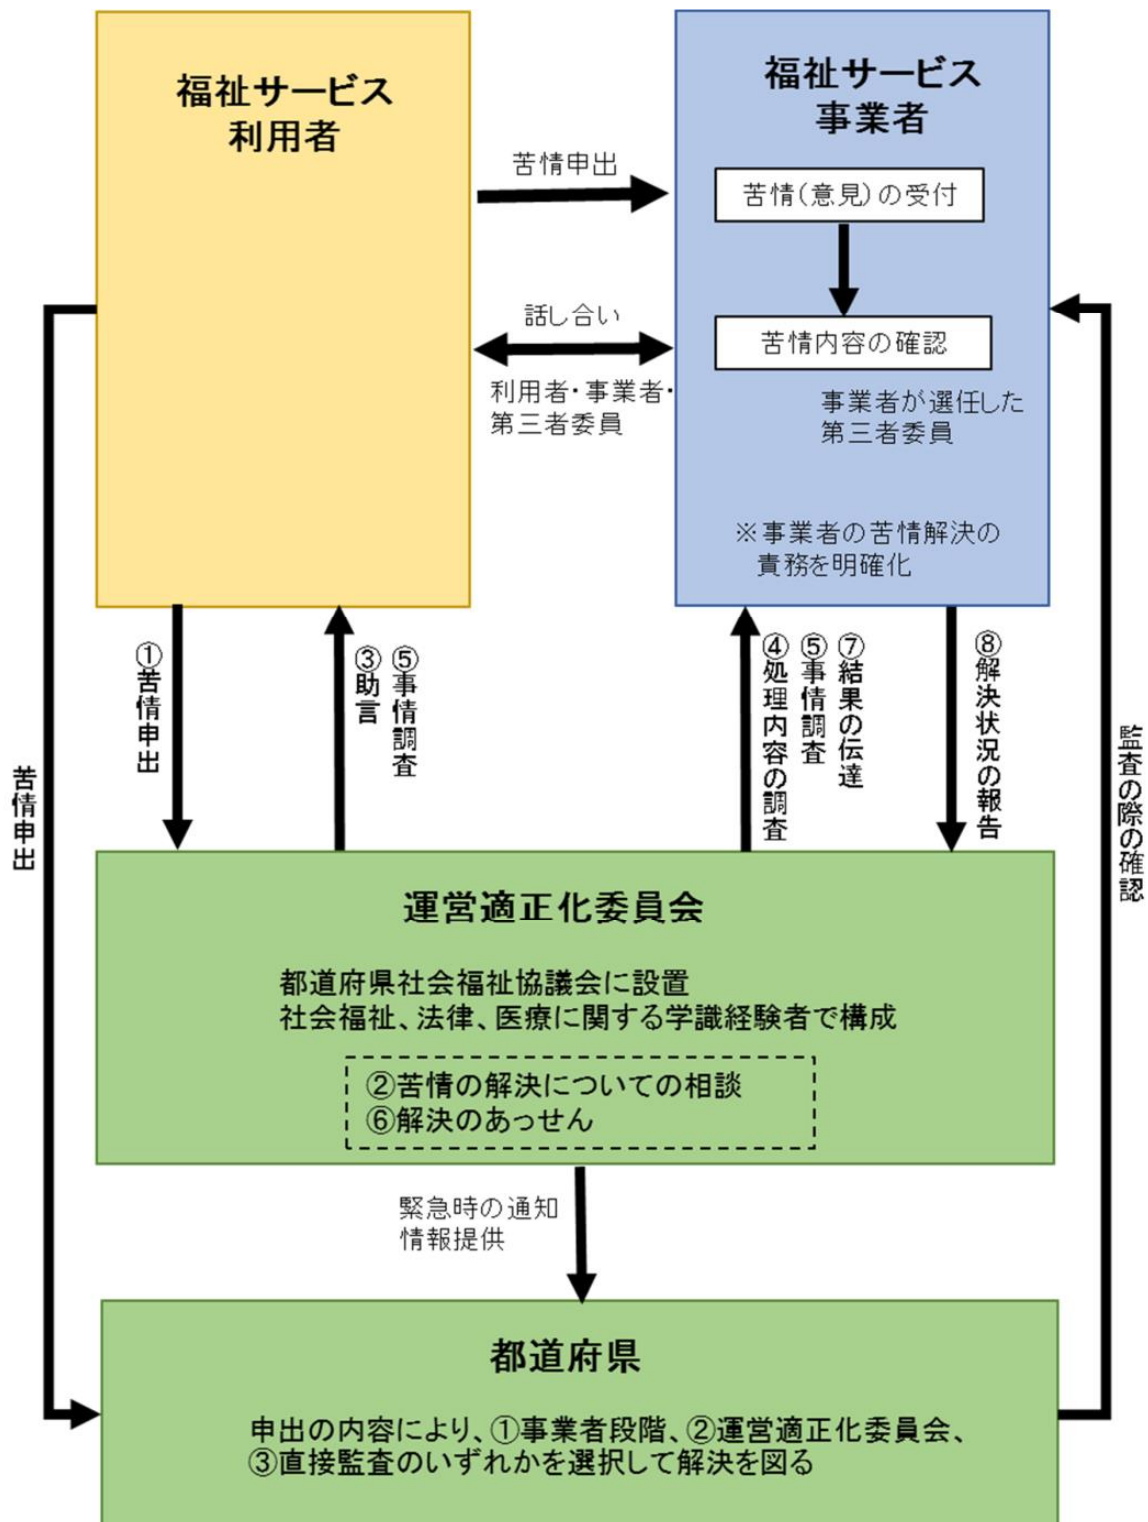 福祉サービス
利用者
福祉サービス
事業者
苦情申出
苦情(意見)の受付
話し合い
苦情内容の確認
利用者・事業者・
第三者委員
事業者が選任した
第三者委員
※事業者の苦情解決の
責務を明確化
①苦情申出
③助言
⑤事情調査
④処理内容の調査
⑤事情調査
⑦結果の伝達
⑧解決状況の報告
苦情申出
監査の際の確認
運営適正化委員会
都道府県社会福祉協議会に設置
社会福祉、法律、医療に関する学識経験者で構成
②苦情の解決についての相談
⑥解決のあっせん
緊急時の通知
情報提供
都道府県
申出の内容により、①事業者段階、②運営適正化委員会、
③直接監査のいずれかを選択して解決を図る